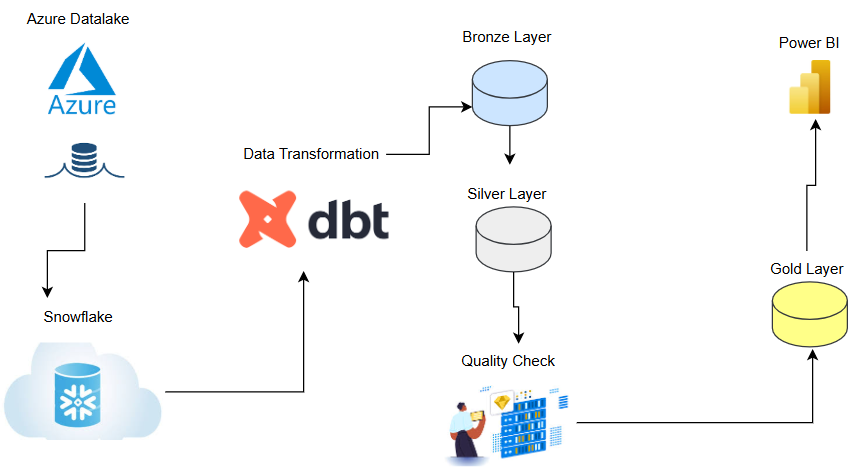 Azure Datalake
Azure
Snowflake
Data Transformation
dbt
Bronze Layer
Silver Layer
Quality Check
Gold Layer
Power BI